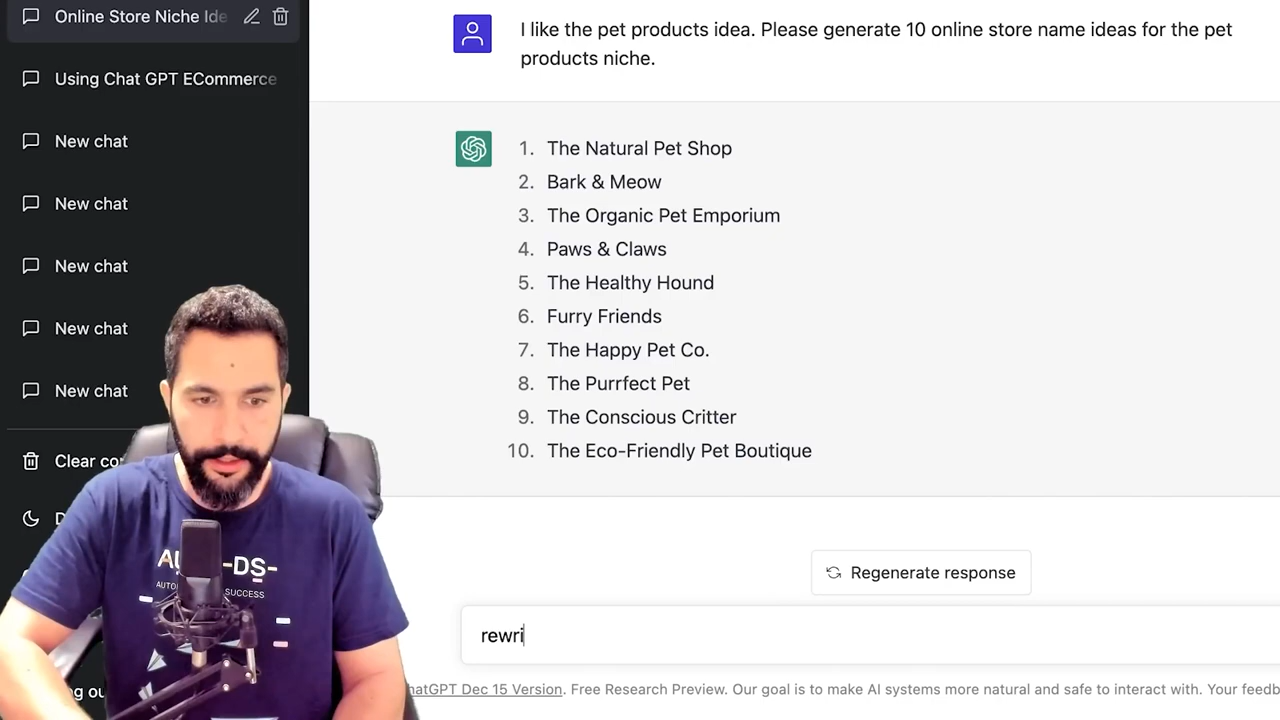 Online Store Niche Ide
Using Chat GPT ECommerce
New chat
New chat
New chat
New chat
New chat
Clear co
I like the pet products idea. Please generate 10 online store name ideas for the pet
products niche.
1. The Natural Pet Shop
2. Bark & Meow
3. The Organic Pet Emporium
4. Paws & Claws
5. The Healthy Hound
6. Furry Friends
7. The Happy Pet Co.
8. The Purrfect Pet
9. The Conscious Critter
10. The Eco-Friendly Pet Boutique
Regenerate response
rewri
hatGPT Dec 15 Version. Free Research Preview. Our goal is to make AI systems more natural and safe to interact with. Your feedb
-DS-
SUCCESS